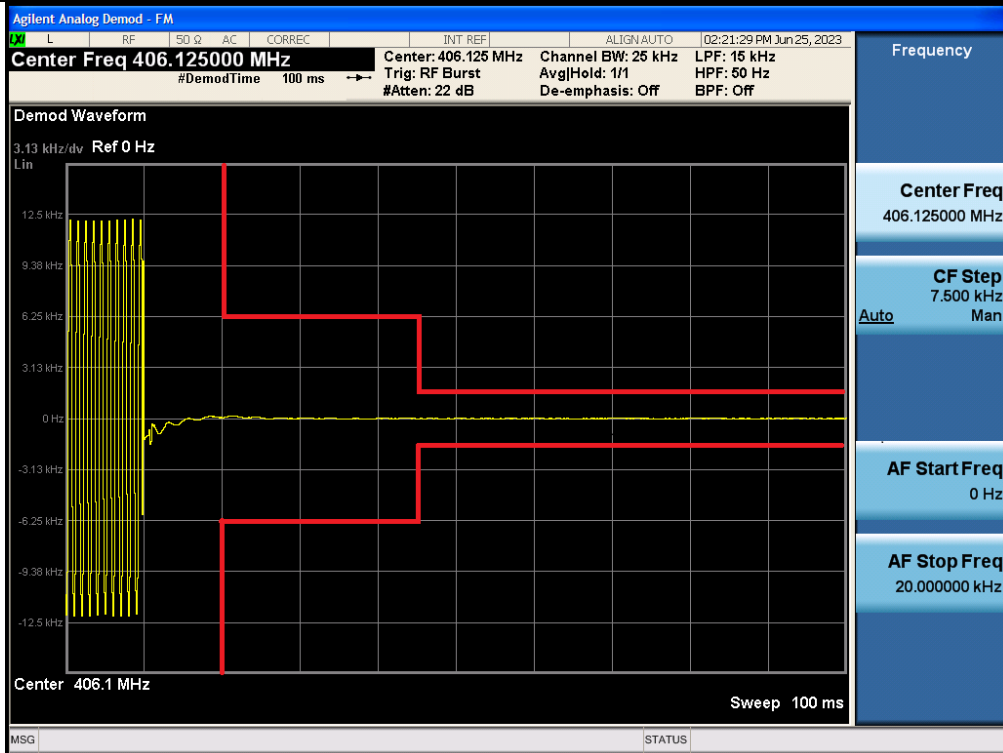 Agilent Analog Demod - FM
LXI L RF 50 Ω AC CORREC INT REF ALIGN AUTO 02:21:29 PM Jun 25, 2023
Center Freq 406.125000 MHz
#DemodTime 100 ms
Center: 406.125 MHz Channel BW: 25 kHz LPF: 15 kHz
Trig: RF Burst Avg|Hold: 1/1 HPF: 50 Hz
#Atten: 22 dB De-emphasis: Off BPF: Off
Demod Waveform
3.13 kHz/dv Ref 0 Hz
Lin
12.5 kHz
9.38 kHz
6.25 kHz
3.13 kHz
0 Hz
-3.13 kHz
-6.25 kHz
-9.38 kHz
-12.5 kHz
Center 406.1 MHz
Sweep 100 ms
Frequency
Center Freq
406.125000 MHz
CF Step
7.500 kHz
Auto Man
AF Start Freq
0 Hz
AF Stop Freq
20.000000 kHz
MSG STATUS